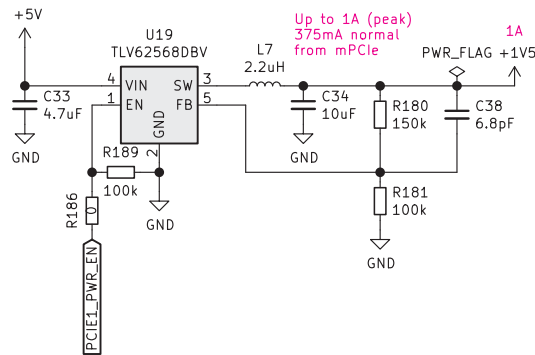 +5V
U19
TLV62568DBV
Up to 1A (peak)
375mA normal
from mPCIe
1A
L7
2.2uH
PWR_FLAG
+1V5
4
VIN
SW
3
1
EN
FB
5
GND
2
C33
4.7uF
GND
C34
10uF
GND
R180
150k
C38
6.8pF
R189
100k
GND
R181
100k
GND
R186
0
PCIE1_PWR_EN